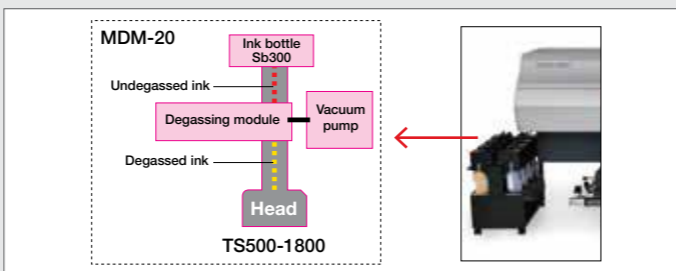 MDM-20
Ink bottle
Sb300
Undegassed ink
Degassing module
Vacuum
pump
Degassed ink
Head
TS500-1800